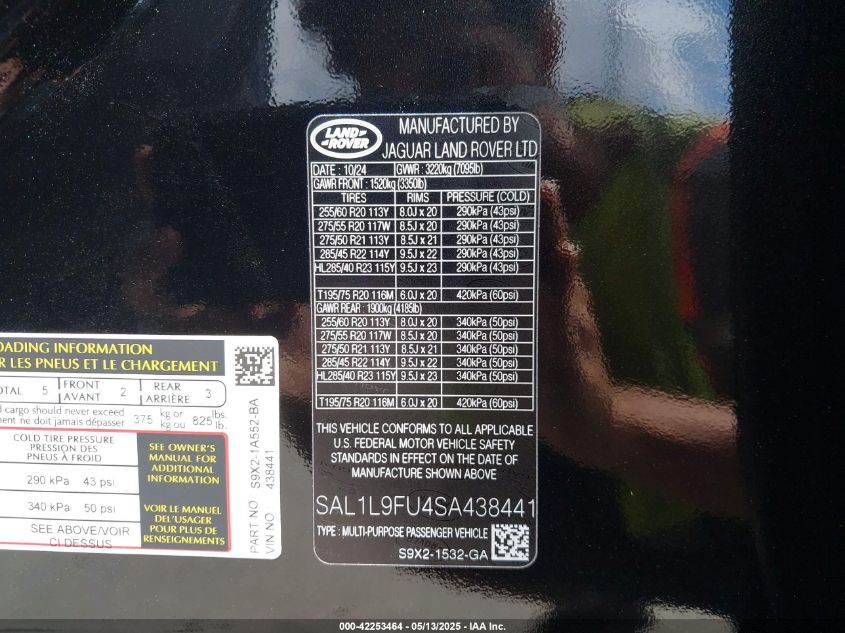 LAND
ROVER
MANUFACTURED BY
JAGUAR LAND ROVER LTD
DATE : 10/24 GVWR : 3220kg (7095lb)
GAWR FRONT : 1520kg (3350lb)
TIRES RIMS PRESSURE (COLD)
255/60 R20 113Y 8.0J x 20 290kPa (43psi)
275/55 R20 117W 8.5J x 20 290kPa (43psi)
275/50 R21 113Y 8.5J x 21 290kPa (43psi)
285/45 R22 114Y 9.5J x 22 290kPa (43psi)
HL285/40 R23 115Y 9.5J x 23 290kPa (43psi)
T195/75 R20 116M 6.0J x 20 420kPa (60psi)
GAWR REAR : 1900kg (4185lb)
255/60 R20 113Y 8.0J x 20 340kPa (50psi)
275/55 R20 117W 8.5J x 20 340kPa (50psi)
275/50 R21 113Y 8.5J x 21 340kPa (50psi)
285/45 R22 114Y 9.5J x 22 340kPa (50psi)
HL285/40 R23 115Y 9.5J x 23 340kPa (50psi)
T195/75 R20 116M 6.0J x 20 420kPa (60psi)
THIS VEHICLE CONFORMS TO ALL APPLICABLE
U.S. FEDERAL MOTOR VEHICLE SAFETY
STANDARDS IN EFFECT ON THE DATE OF
MANUFACTURE SHOWN ABOVE
SAL1L9FU4SA438441
TYPE : MULTI-PURPOSE PASSENGER VEHICLE
S9X2-1532-GA
OADING INFORMATION
R LES PNEUS ET LE CHARGEMENT
OTAL 5 FRONT AVANT 2 REAR ARRIÈRE 3
d cargo should never exceed 375 kg or 825 lbs.
ment ne doit jamais dépasser kg ou lb.
COLD TIRE PRESSURE
PRESSION DES
PNEUS À FROID
290 kPa 43 psi
340 kPa 50 psi
SEE ABOVE/VOIR
CI DESSUS
SEE OWNER'S
MANUAL FOR
ADDITIONAL
INFORMATION
VOIR LE MANUEL
DE L'USAGER
POUR PLUS DE
RENSEIGNEMENTS
PART NO S9X2-1A552-BA
VIN NO 438441
000-42253464 - 05/13/2025 - IAA Inc.